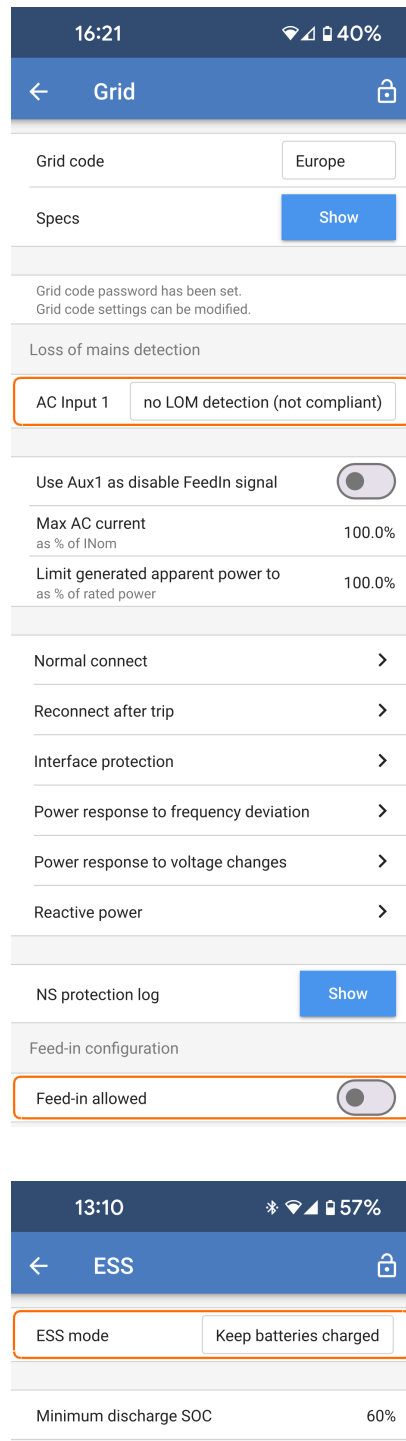 16:21 40%
Grid
Grid code Europe
Specs Show
Grid code password has been set.
Grid code settings can be modified.
Loss of mains detection
AC Input 1 no LOM detection (not compliant)
Use Aux1 as disable FeedIn signal
Max AC current
as % of INom
100.0%
Limit generated apparent power to
as % of rated power
100.0%
Normal connect
Reconnect after trip
Interface protection
Power response to frequency deviation
Power response to voltage changes
Reactive power
NS protection log Show
Feed-in configuration
Feed-in allowed
13:10 57%
ESS
ESS mode Keep batteries charged
Minimum discharge SOC 60%